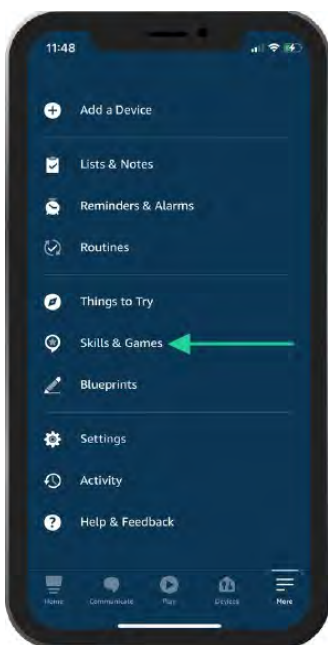 11:48
Add a Device
Lists & Notes
Reminders & Alarms
Routines
Things to Try
Skills & Games
Blueprints
Settings
Activity
Help & Feedback
Home Communicate Play Devices More